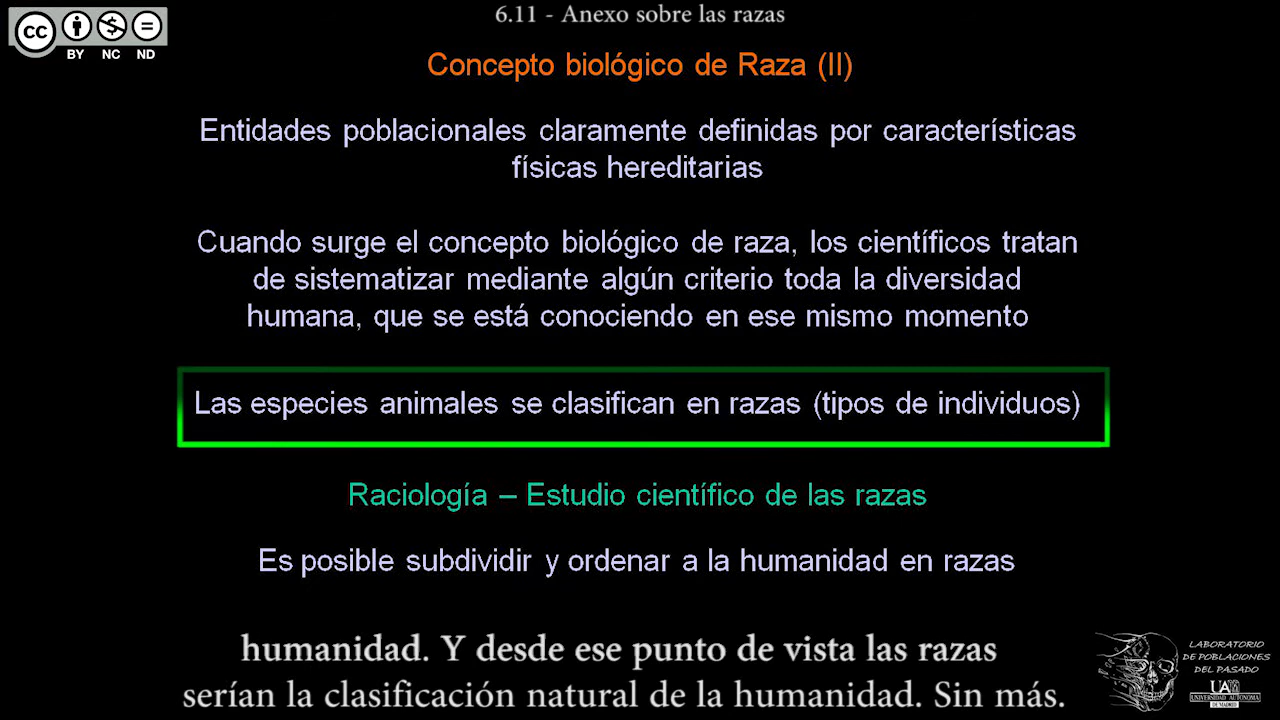 6.11 - Anexo sobre las razas
CC
BY NC ND
Concepto biológico de Raza (II)
Entidades poblacionales claramente definidas por características
físicas hereditarias
Cuando surge el concepto biológico de raza, los científicos tratan
de sistematizar mediante algún criterio toda la diversidad
humana, que se está conociendo en ese mismo momento
Las especies animales se clasifican en razas (tipos de individuos)
Raciología – Estudio científico de las razas
Es posible subdividir y ordenar a la humanidad en razas
humanidad. Y desde ese punto de vista las razas
serían la clasificación natural de la humanidad. Sin más.
LABORATORIO
DE POBLACIONES
DEL PASADO
UAM
UNIVERSIDAD AUTONOMA
DE MADRID